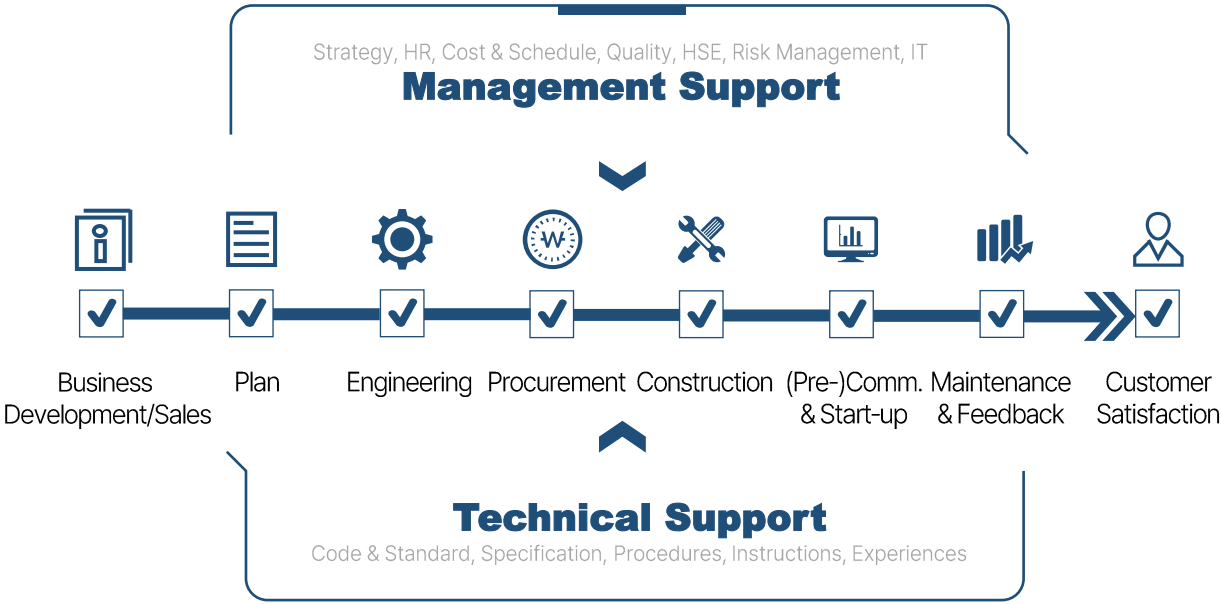 Strategy, HR, Cost & Schedule, Quality, HSE, Risk Management, IT
Management Support
i
₩
Business
Development/Sales
Plan
Engineering
Procurement
Construction
(Pre-)Comm.
& Start-up
Maintenance
& Feedback
Customer
Satisfaction
Technical Support
Code & Standard, Specification, Procedures, Instructions, Experiences